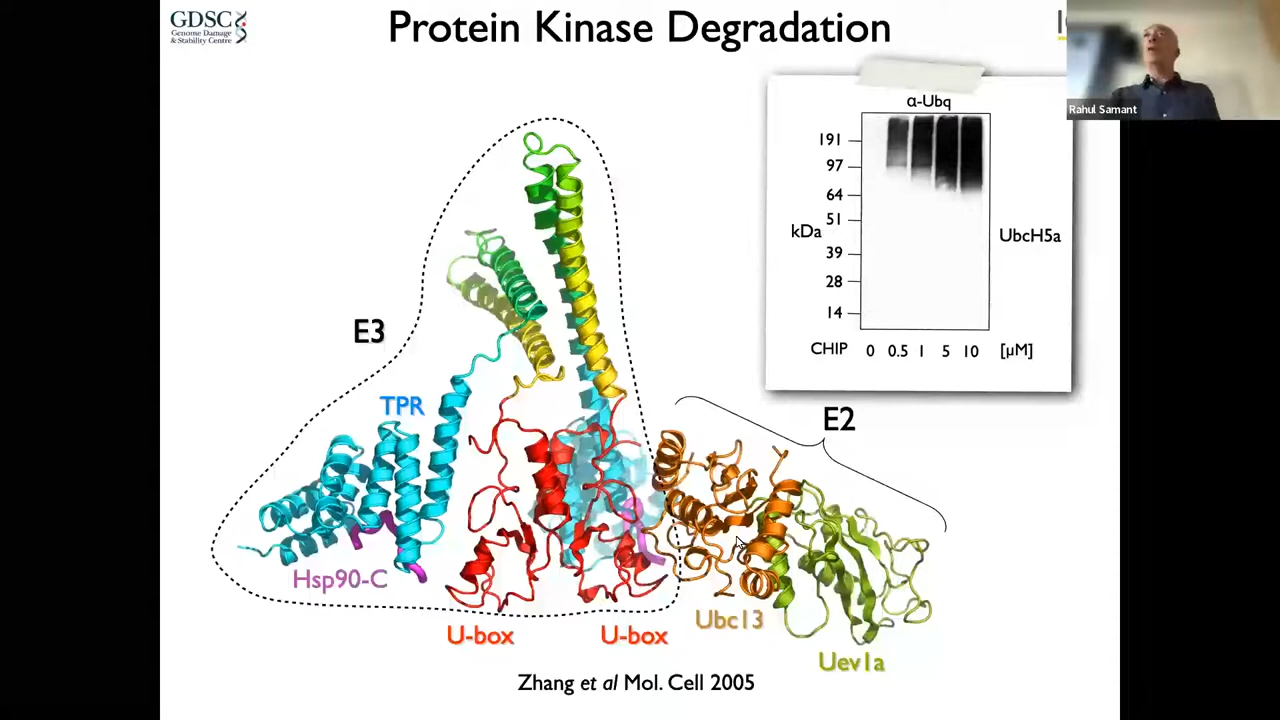 GDSC
Genome Damage
& Stability Centre
Protein Kinase Degradation
Rahul Samant
α-Ubq
191
97
64
51
kDa
39
28
14
UbcH5a
CHIP 0 0.5 1 5 10 [µM]
E3
TPR
E2
Hsp90-C
U-box
U-box
Ubc13
Uev1a
Zhang et al Mol. Cell 2005